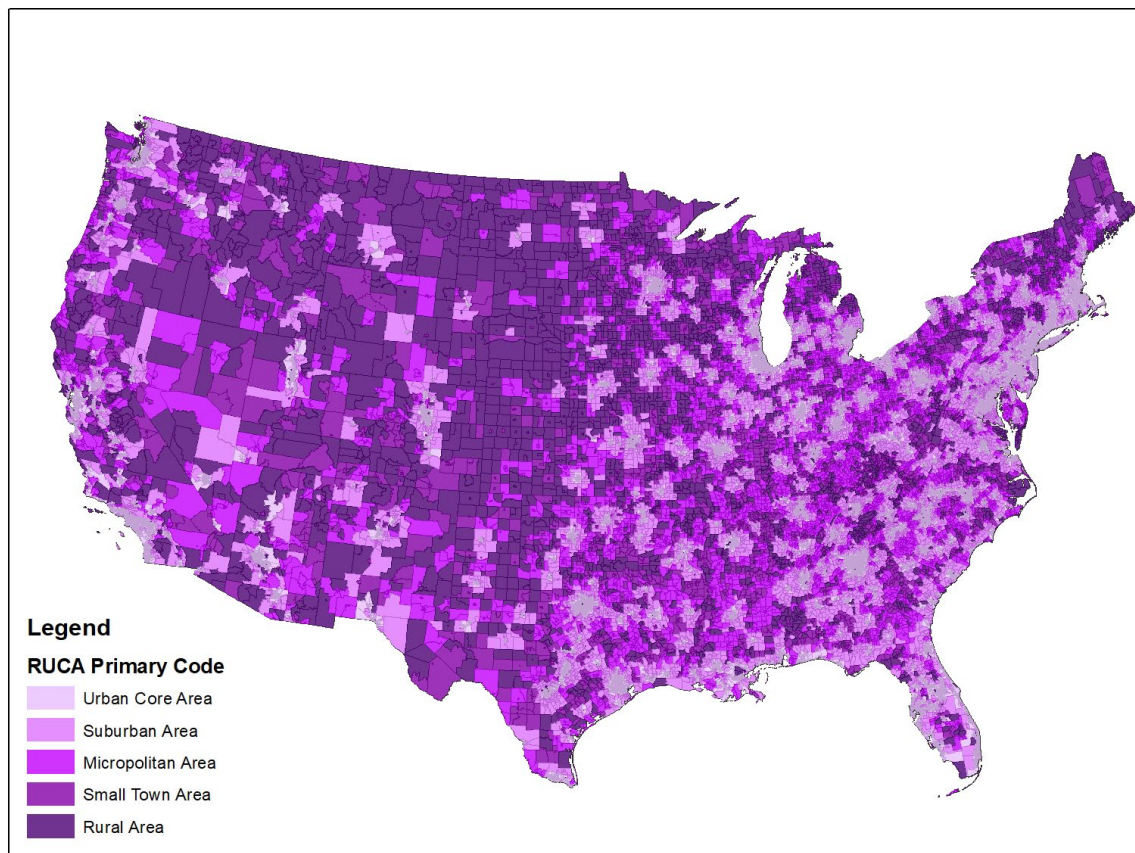 Legend
RUCA Primary Code
Urban Core Area
Suburban Area
Micropolitan Area
Small Town Area
Rural Area